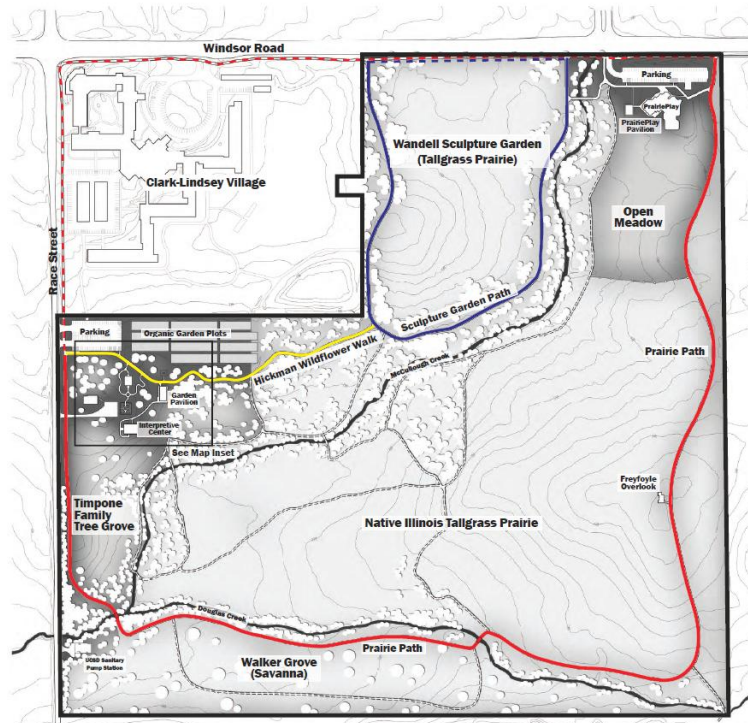 Windsor Road
Parking
PrairiePlay
PrairiePlay
Pavilion
Wandell Sculpture Garden
(Tallgrass Prairie)
Clark-Lindsey Village
Open
Meadow
Race Street
Sculpture Garden Path
Parking
Organic Garden Plots
Hickman Wildflower Walk
Prairie Path
McCullough Creek
Garden
Pavilion
Interpretive
Center
See Map Inset
Freyfoyle
Overlook
Timpone
Family
Tree Grove
Native Illinois Tallgrass Prairie
Douglas Creek
Prairie Path
Walker Grove
(Savanna)
UCSD Sanitary
Pump Station